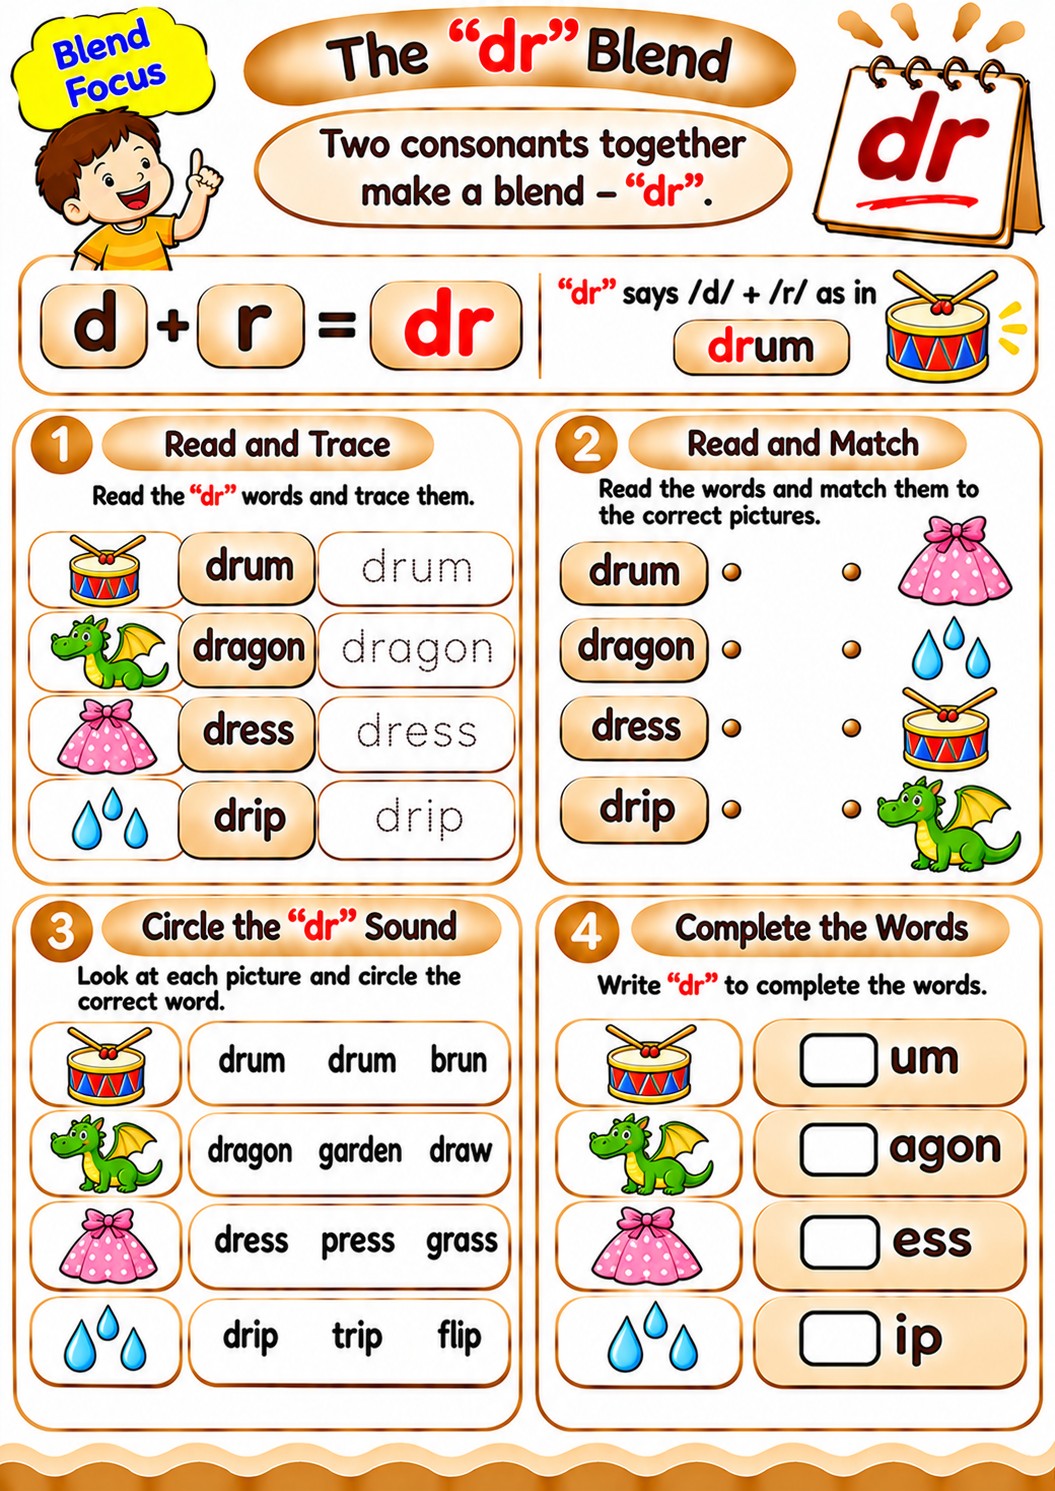 Blend
Focus
The “dr” Blend
Two consonants together
make a blend – “dr”.
dr
d + r = dr
“dr” says /d/ + /r/ as in
drum
1 Read and Trace
Read the “dr” words and trace them.
drum drum
dragon dragon
dress dress
drip drip
2 Read and Match
Read the words and match them to
the correct pictures.
drum
dragon
dress
drip
3 Circle the “dr” Sound
Look at each picture and circle the
correct word.
drum drum brun
dragon garden draw
dress press grass
drip trip flip
4 Complete the Words
Write “dr” to complete the words.
um
agon
ess
ip